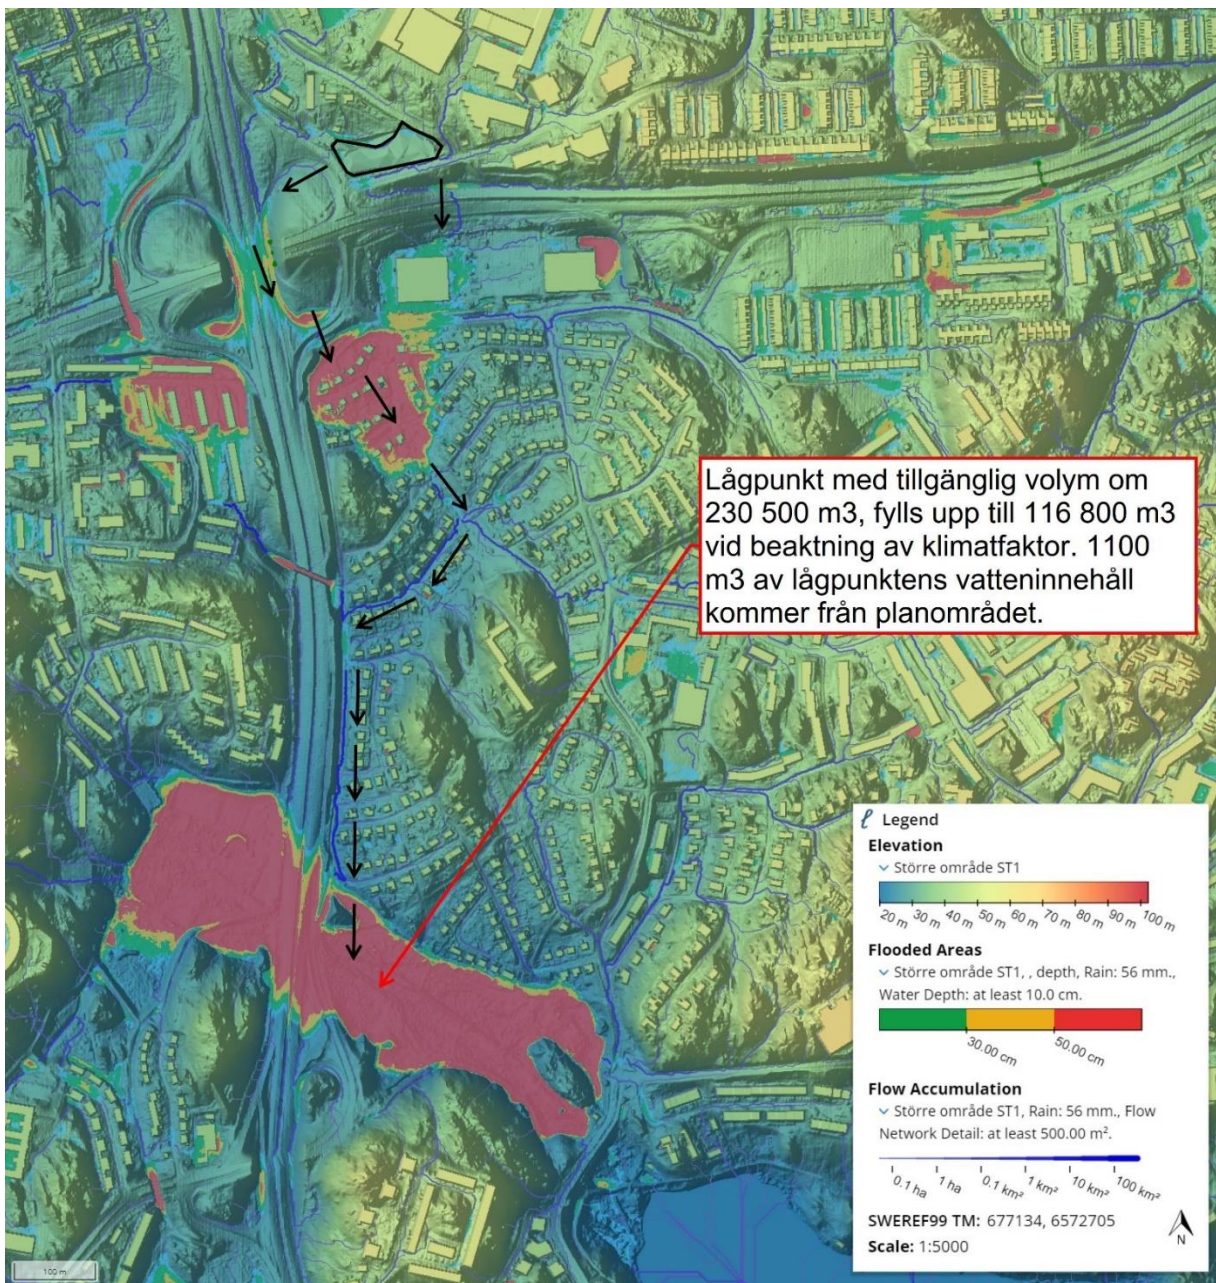 Lågpunkt med tillgänglig volym om
230 500 m3, fylls upp till 116 800 m3
vid beaktning av klimatfaktor. 1100
m3 av lågpunktens vatteninnehåll
kommer från planområdet.
Legend
Elevation
Större område ST1
20 m 30 m 40 m 50 m 60 m 70 m 80 m 90 m 100 m
Flooded Areas
Större område ST1, , depth, Rain: 56 mm.,
Water Depth: at least 10.0 cm.
30.00 cm 50.00 cm
Flow Accumulation
Större område ST1, Rain: 56 mm., Flow
Network Detail: at least 500.00 m².
0.1 ha 1 ha 0.1 km² 1 km² 10 km² 100 km²
SWEREF99 TM: 677134, 6572705
Scale: 1:5000
N
100 m